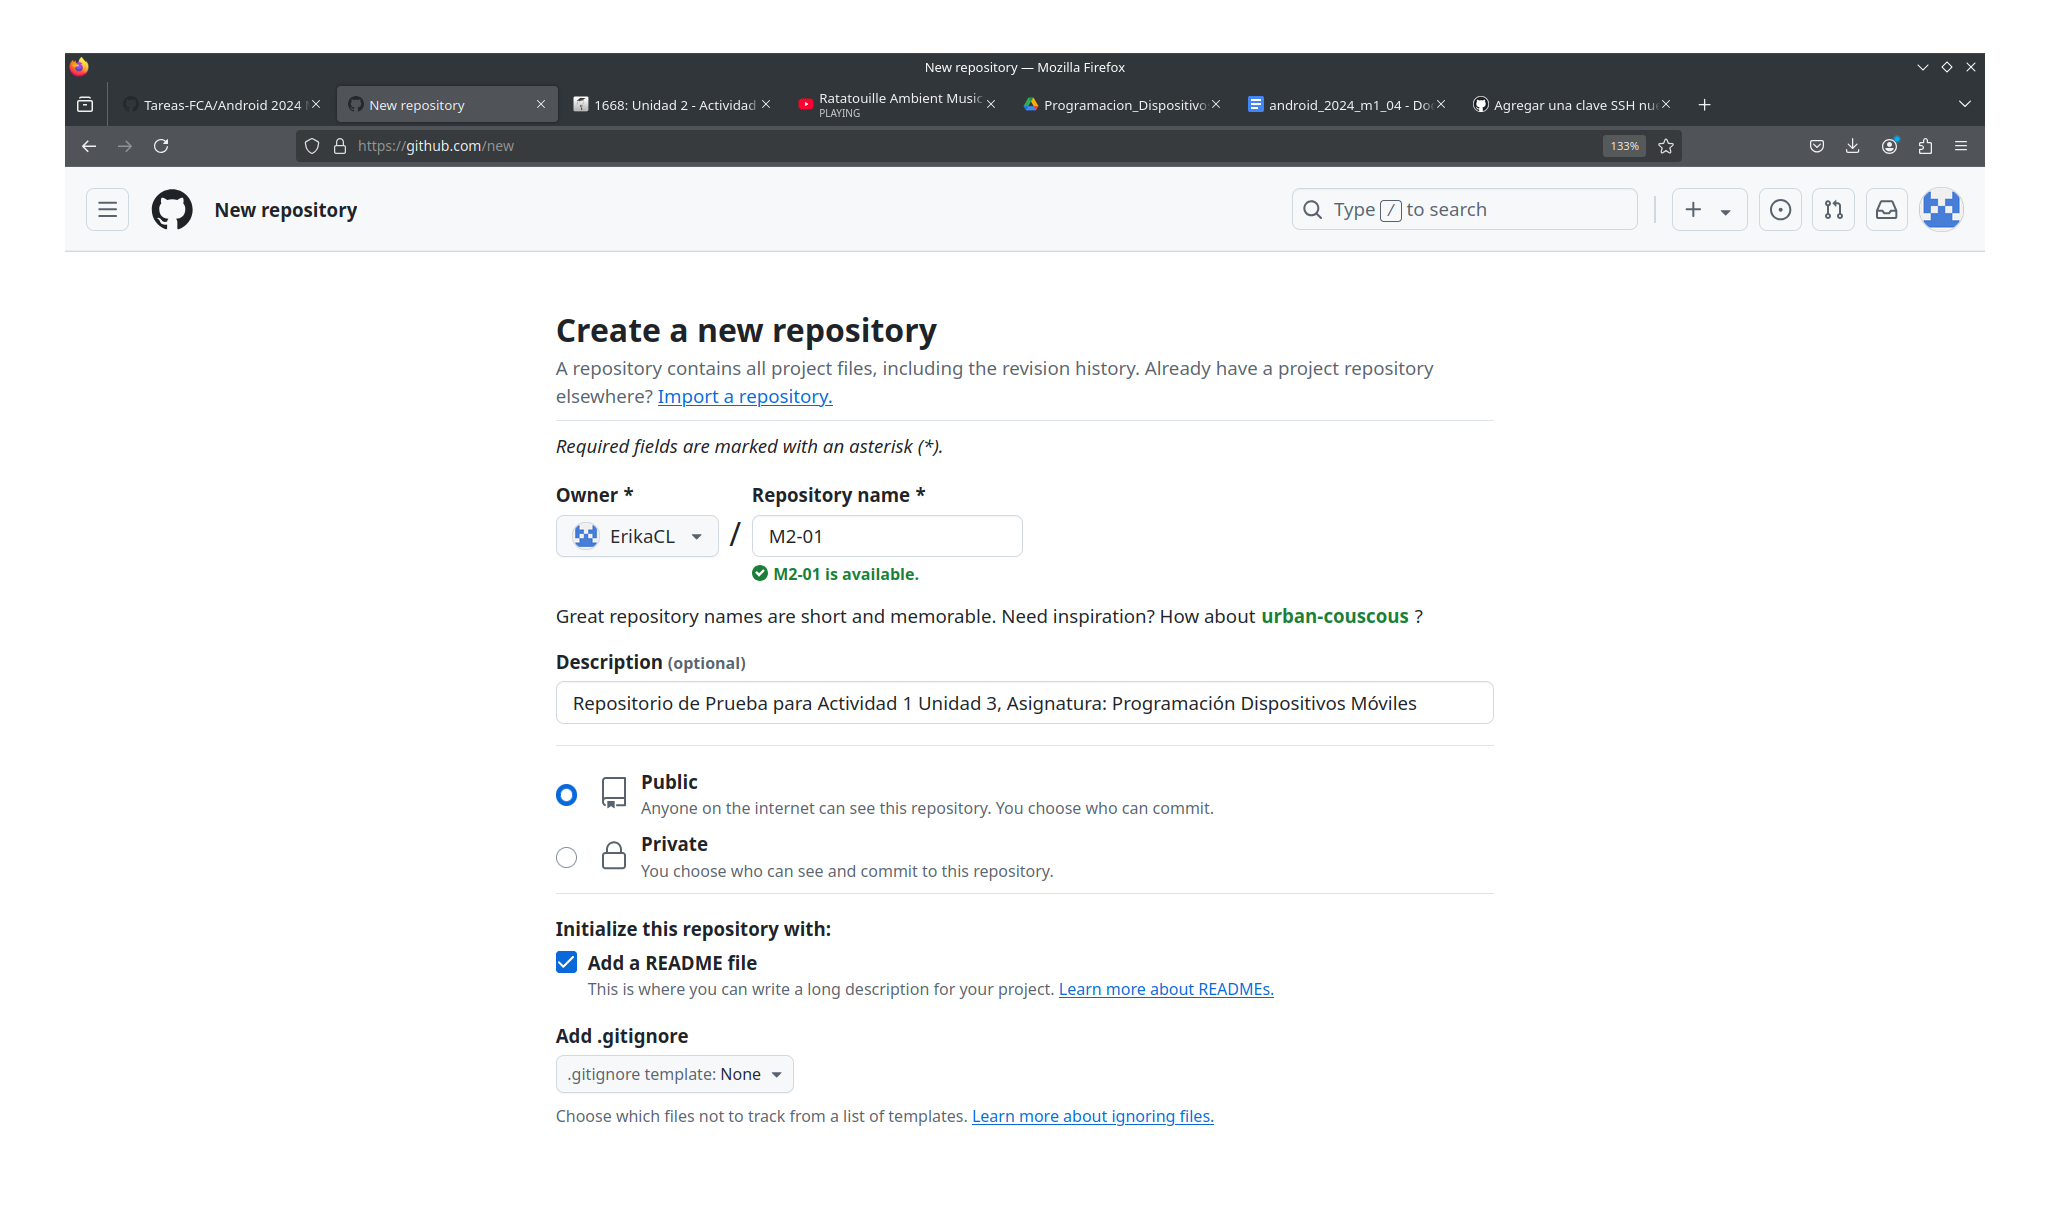 New repository — Mozilla Firefox
Tareas-FCA/Android 2024
New repository
1668: Unidad 2 - Actividad
Ratatouille Ambient Music
PLAYING
Programacion_Dispositivo
android_2024_m1_04 - Do
Agregar una clave SSH nu
https://github.com/new
133%
New repository
Type / to search
Create a new repository
A repository contains all project files, including the revision history. Already have a project repository
elsewhere? Import a repository.
Required fields are marked with an asterisk (*).
Owner *
Repository name *
ErikaCL
/
M2-01
M2-01 is available.
Great repository names are short and memorable. Need inspiration? How about urban-couscous ?
Description (optional)
Repositorio de Prueba para Actividad 1 Unidad 3, Asignatura: Programación Dispositivos Móviles
Public
Anyone on the internet can see this repository. You choose who can commit.
Private
You choose who can see and commit to this repository.
Initialize this repository with:
Add a README file
This is where you can write a long description for your project. Learn more about READMEs.
Add .gitignore
.gitignore template: None
Choose which files not to track from a list of templates. Learn more about ignoring files.